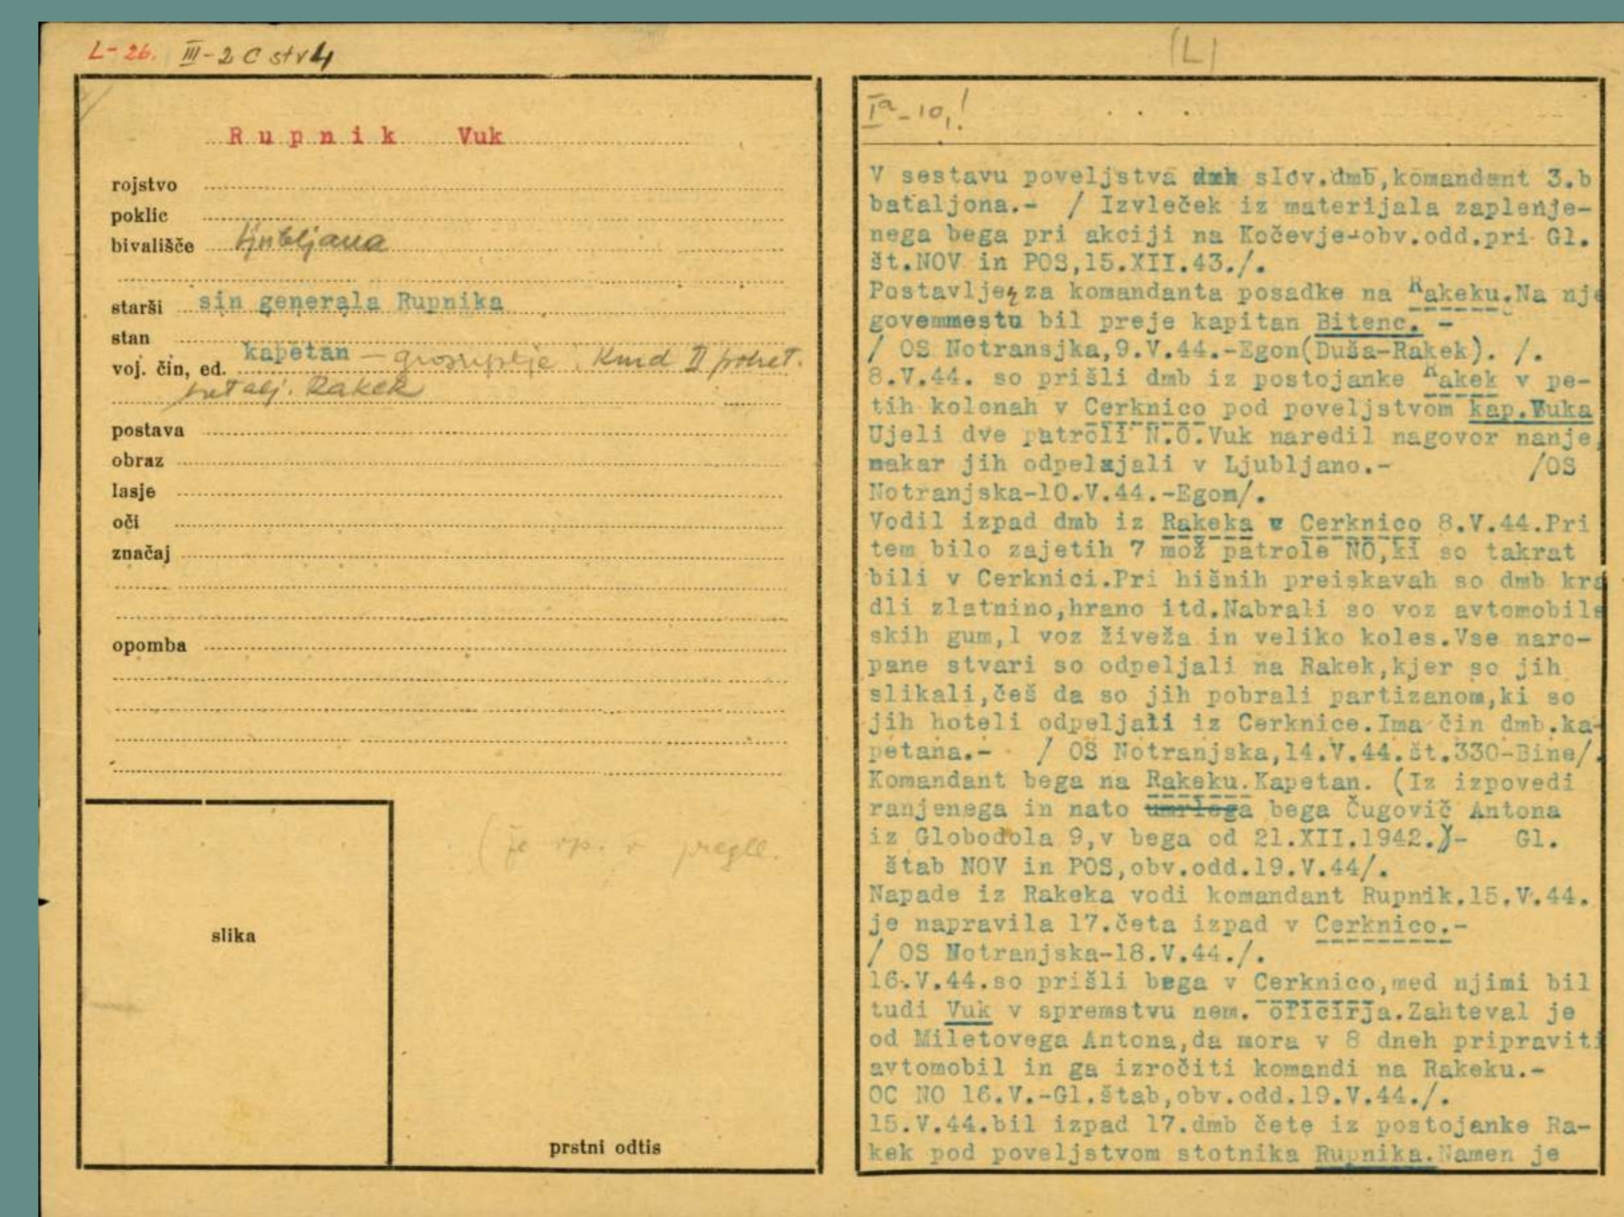 L-26. III-2 C str 4
R u p n i k Vuk
rojstvo
poklic
bivališče Ljubljana
starši sin generala Rupnika
stan
voj. čin, ed. kapetan - grosuplje. Kmd II
batalj. Rakek
postava
obraz
lasje
oči
značaj
opomba
slika
prstni odtis
(L)
Ia-10,!
V sestavu poveljstva dmb slov.dmb,komandant 3.b
bataljona.- / Izvleček iz materijala zaplenje-
nega bega pri akciji na Kočevje-obv.odd.pri Gl.
št.NOV in POS,15.XII.43./.
Postavljen za komandanta posadke na Rakeku.Na nje
govemmestu bil preje kapitan Bitenc. -
/ OS Notransjka,9.V.44.-Egon(Duša-Rakek). /.
8.V.44. so prišli dmb iz postojanke Rakek v pe-
tih kolonah v Cerknico pod poveljstvom kap.Vuka
Ujeli dve patroli N.O.Vuk naredil nagovor nanje,
nakar jih odpelajali v Ljubljano.- /OS
Notranjska-10.V.44.-Egon/.
Vodil izpad dmb iz Rakeka v Cerknico 8.V.44.Pri
tem bilo zajetih 7 mož patrole NO,ki so takrat
bili v Cerknici.Pri hišnih preiskavah so dmb kra
dli zlatnino,hrano itd.Nabrali so voz avtomobils
skih gum,1 voz živeža in veliko koles.Vse naro-
pane stvari so odpeljali na Rakek,kjer so jih
slikali,češ da so jih pobrali partizanom,ki so
jih hoteli odpeljati iz Cerknice.Ima čin dmb.ka-
petana.- / OS Notranjska,14.V.44.št.330-Bine/.
Komandant bega na Rakeku.Kapetan. (Iz izpovedi
ranjenega in nato umrlega bega Čugovič Antona
iz Globodola 9,v bega od 21.XII.1942.)- Gl.
štab NOV in POS,obv.odd.19.V.44/.
Napade iz Rakeka vodi komandant Rupnik.15.V.44.
je napravila 17.četa izpad v Cerknico.-
/ OS Notranjska-18.V.44./.
16.V.44.so prišli bega v Cerknico,med njimi bil
tudi Vuk v spremstvu nem. oficirja.Zahteval je
od Miletovega Antona,da mora v 8 dneh pripraviti
avtomobil in ga izročiti komandi na Rakeku.-
OC NO 16.V.-Gl.štab,obv.odd.19.V.44./.
15.V.44.bil izpad 17.dmb čete iz postojanke Ra-
kek pod poveljstvom stotnika Rupnika.Namen je